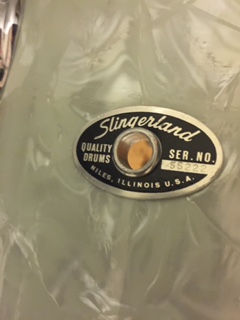 Slingerland
QUALITY
DRUMS
SER. NO.
NILES, ILLINOIS U.S.A.